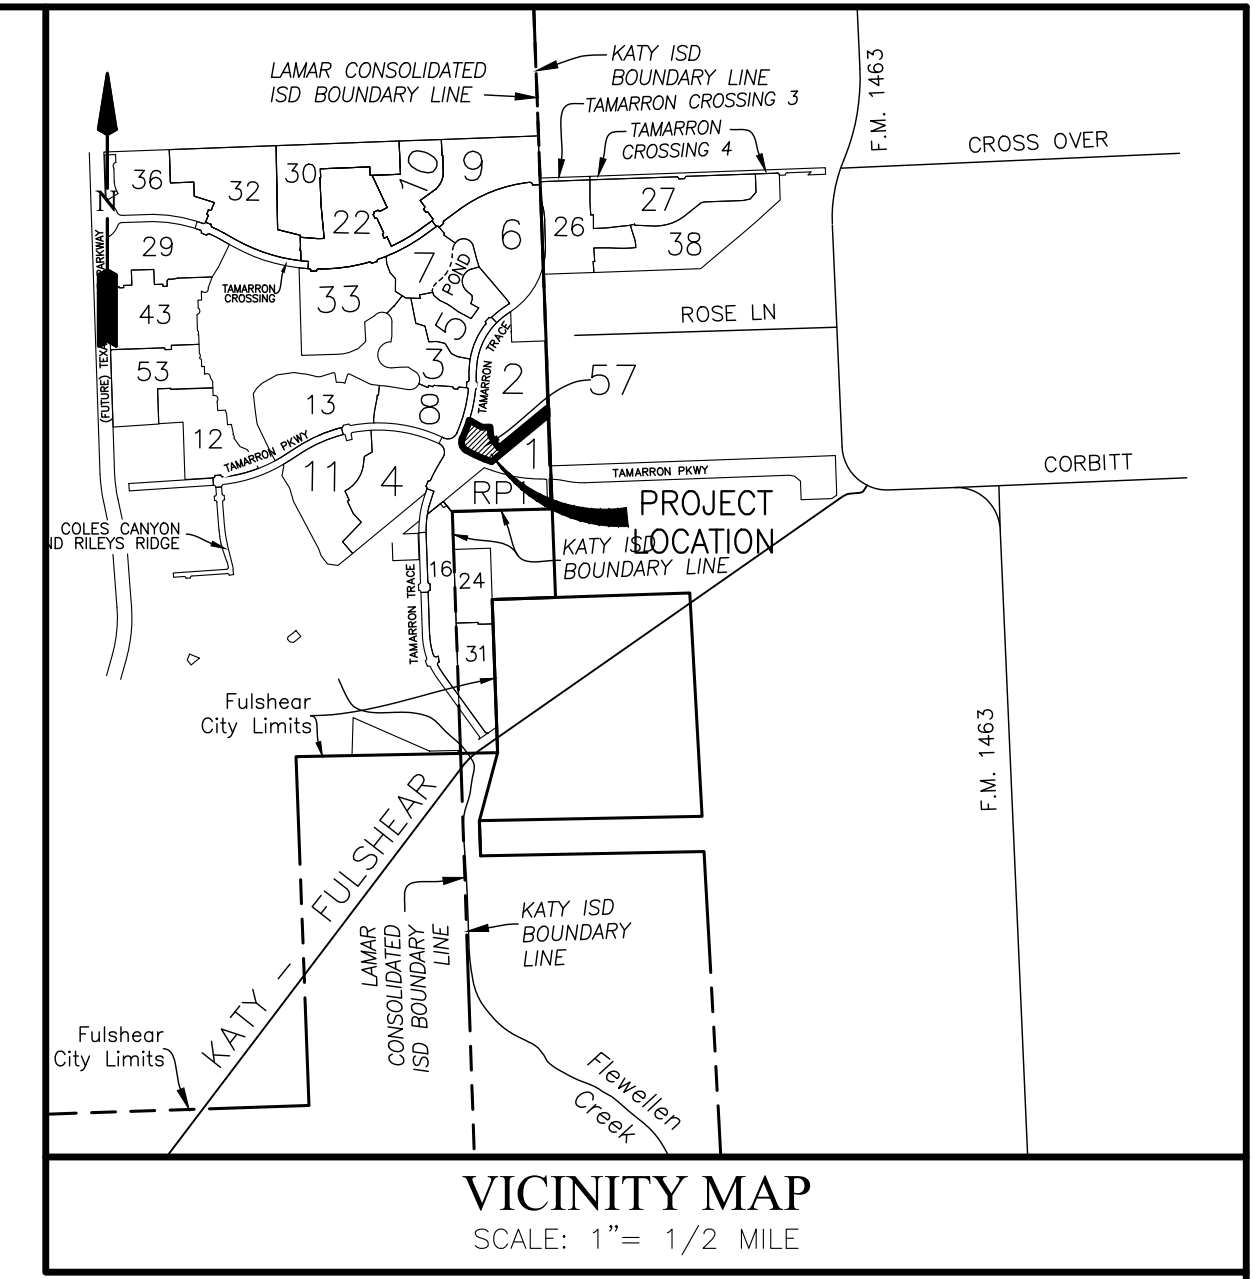 LAMAR CONSOLIDATED
ISD BOUNDARY LINE
KATY ISD
BOUNDARY LINE
TAMARRON CROSSING 3
TAMARRON
CROSSING 4
F.M. 1463
CROSS OVER
36
32
30
10
9
N
22
6
26
27
38
29
7
POND
TAMARRON
CROSSING
33
43
5
ROSE LN
TAMARRON TRACE
53
3
2
57
13
8
12
TAMARRON PKWY
11
4
1
RP1
TAMARRON PKWY
CORBITT
PROJECT
LOCATION
COLES CANYON
ND RILEYS RIDGE
KATY ISD
BOUNDARY LINE
16
24
TAMARRON TRACE
31
(FUTURE) TEXA
PARKWAY
Fulshear
City Limits
F.M. 1463
KATY – FULSHEAR
LAMAR
CONSOLIDATED
ISD BOUNDARY
LINE
KATY ISD
BOUNDARY
LINE
Fulshear
City Limits
Flewellen
Creek
VICINITY MAP
SCALE: 1"= 1/2 MILE